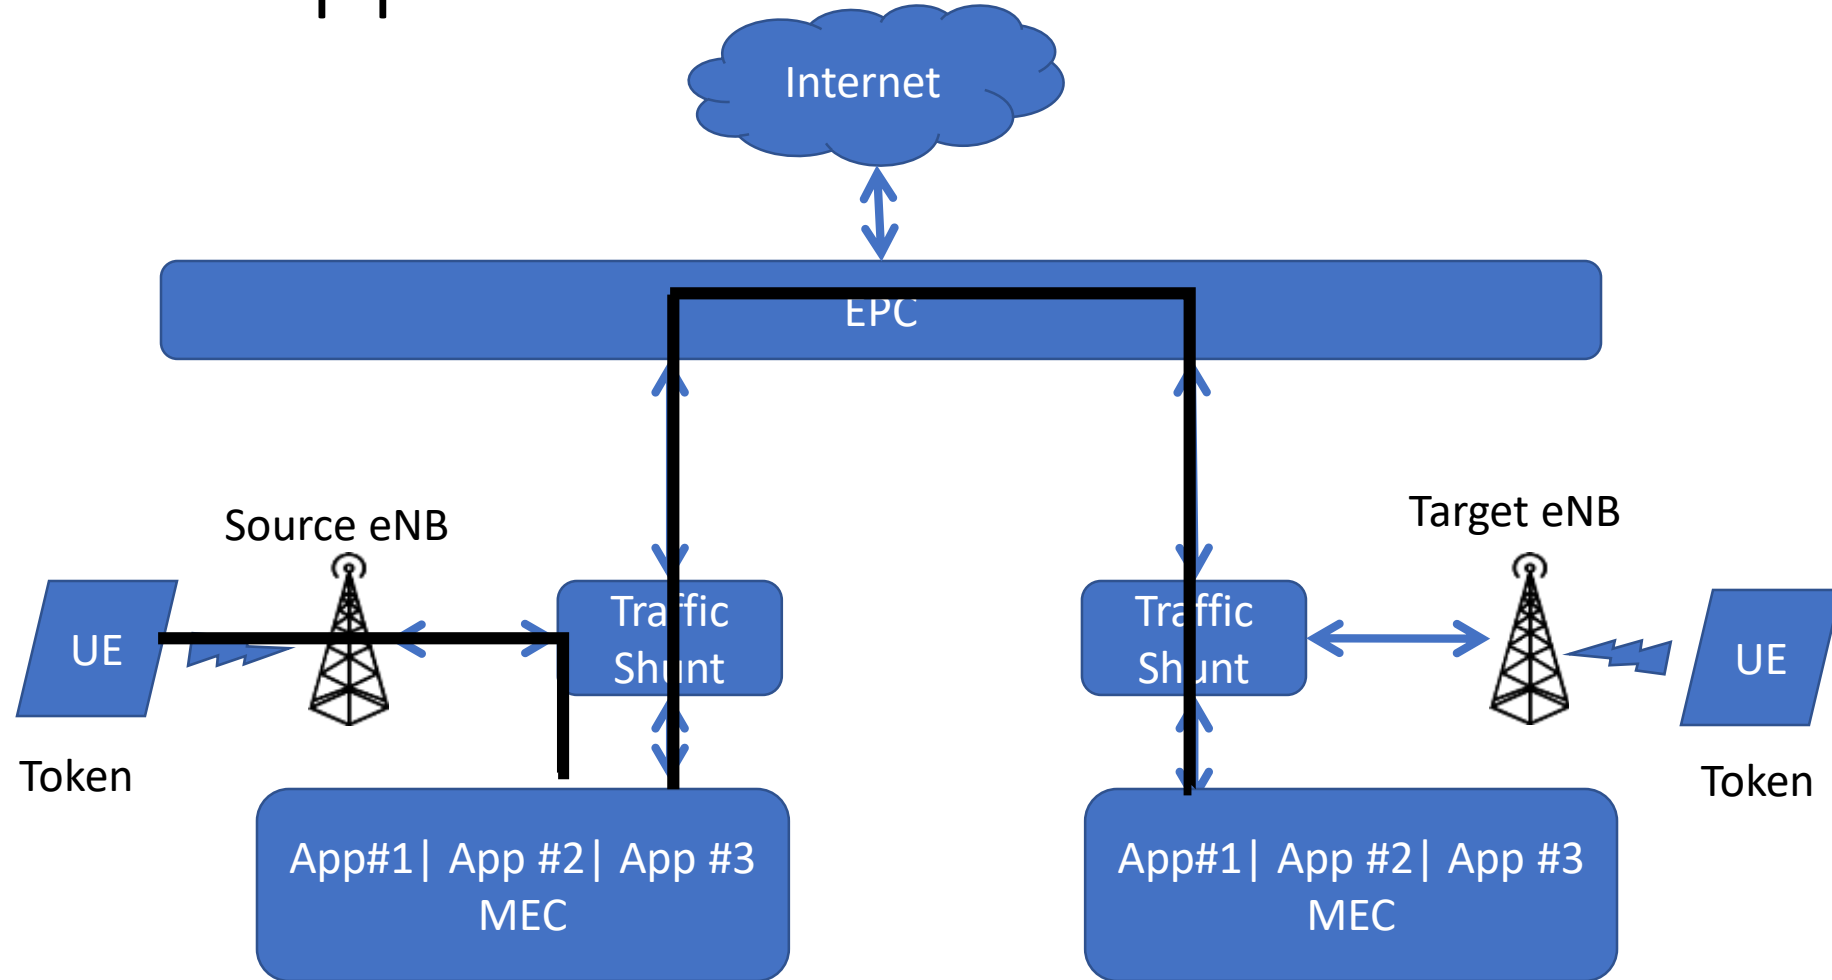 Internet
EPC
Source eNB
Target eNB
Traffic
Shunt
Traffic
Shunt
UE
UE
Token
Token
App#1| App #2| App #3
MEC
App#1| App #2| App #3
MEC